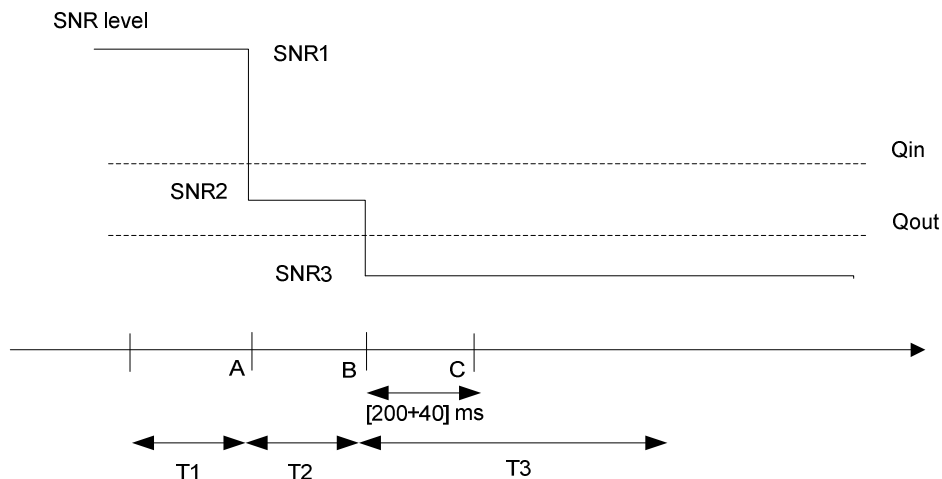 SNR level
SNR1
Qin
SNR2
Qout
SNR3
A
B
C
[200+40] ms
T1
T2
T3